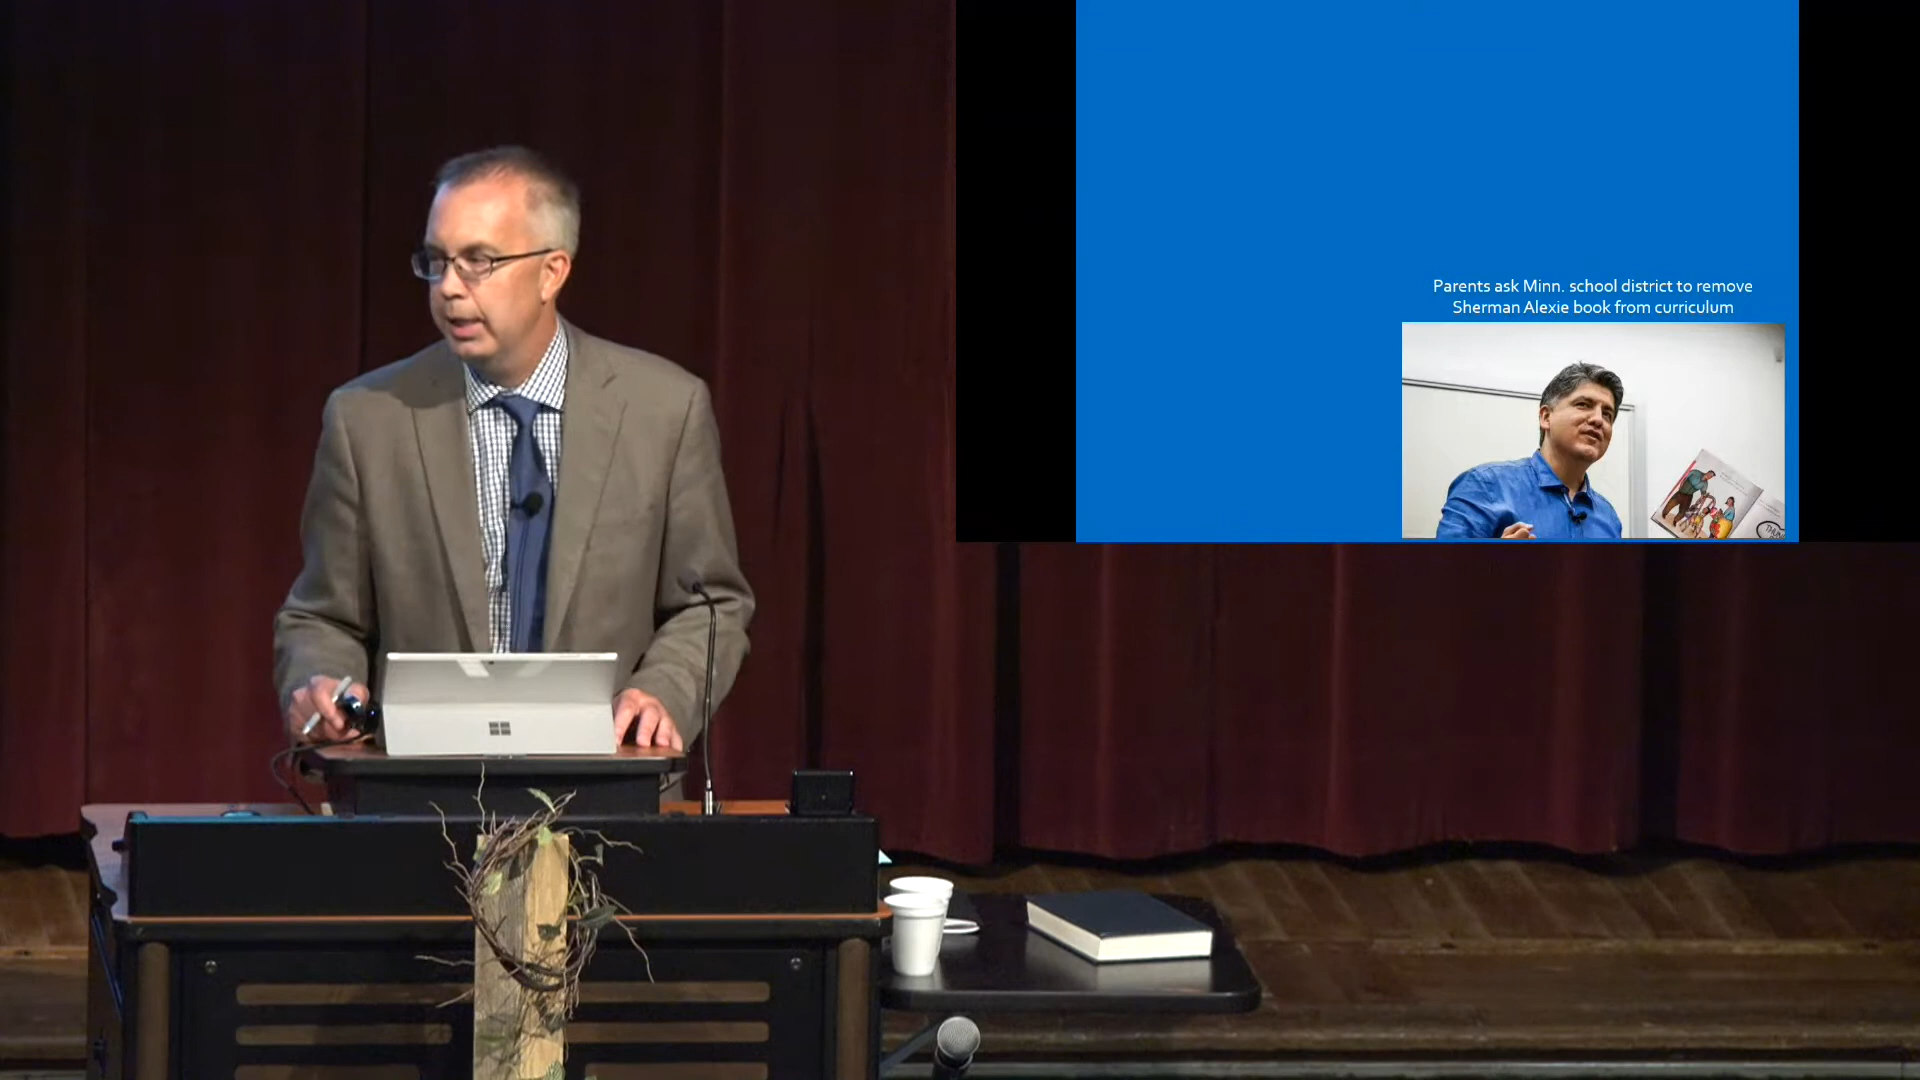 Parents ask Minn. school district to remove
Sherman Alexie book from curriculum